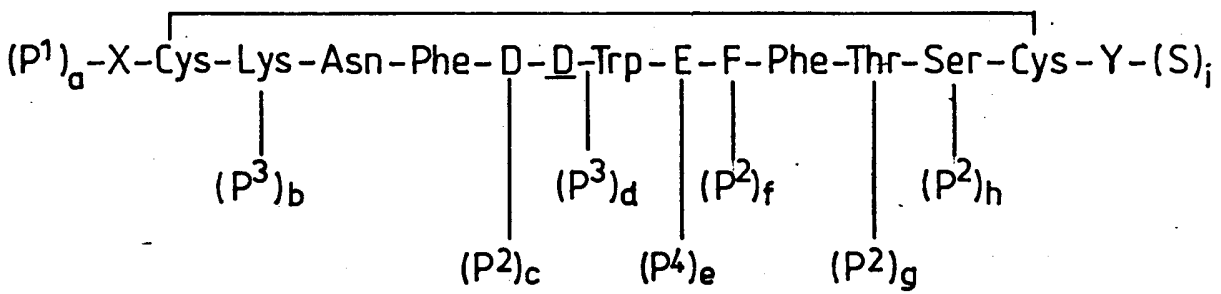 (P¹)ₐ–X–Cys–Lys–Asn–Phe–D–D̲–Trp–E–F–Phe–Thr–Ser–Cys–Y–(S)ᵢ
(P³)b (P³)d (P²)f (P²)h
(P²)c (P⁴)e (P²)g